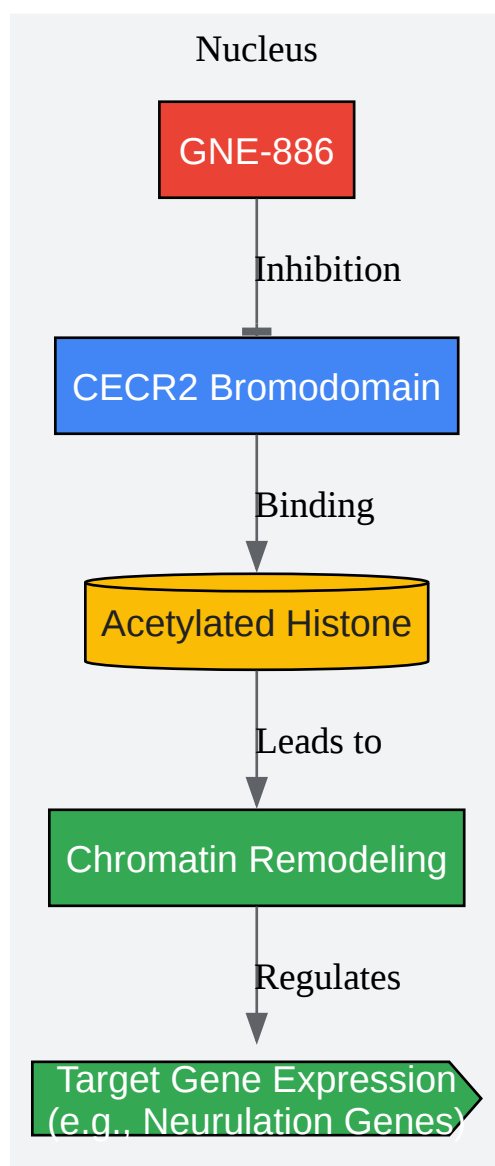 Nucleus
GNE-886
Inhibition
CECR2 Bromodomain
Binding
Acetylated Histone
Leads to
Chromatin Remodeling
Regulates
Target Gene Expression
(e.g., Neurulation Genes)